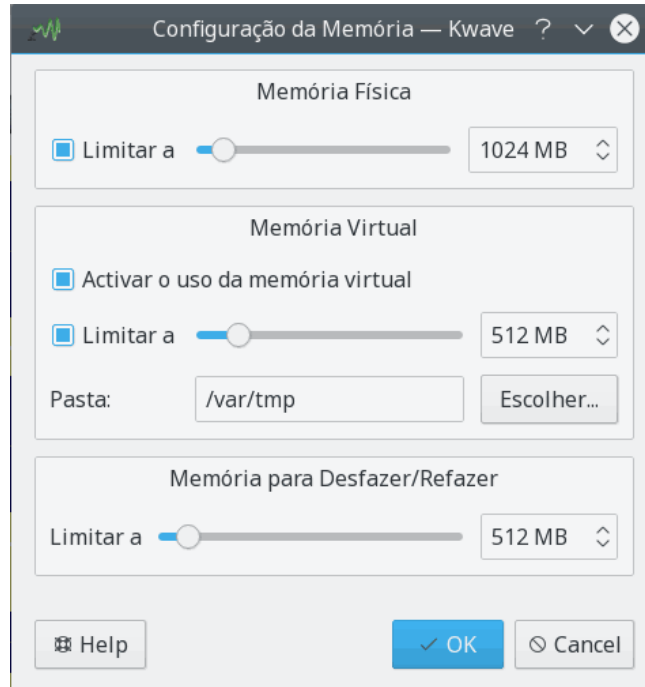 Configuração da Memória — Kwave
Memória Física
Limitar a 1024 MB
Memória Virtual
Activar o uso da memória virtual
Limitar a 512 MB
Pasta: /var/tmp Escolher...
Memória para Desfazer/Refazer
Limitar a 512 MB
Help OK Cancel